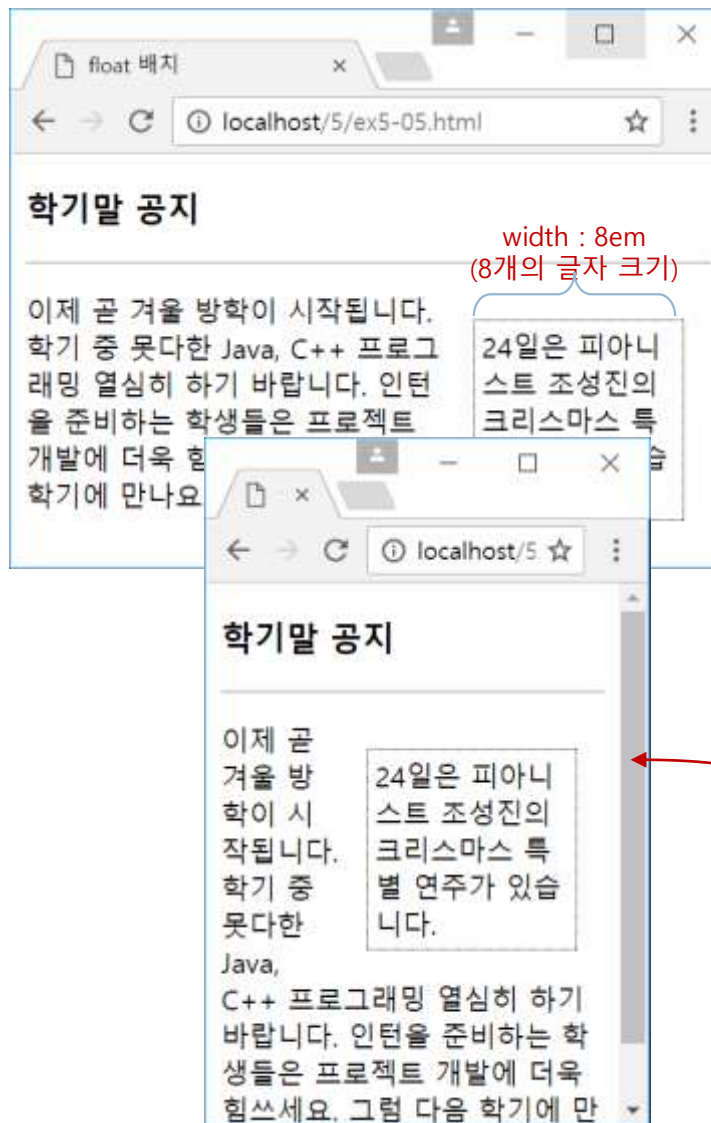 float 배치
localhost/5/ex5-05.html
학기말 공지
width : 8em
(8개의 글자 크기)
이제 곧 겨울 방학이 시작됩니다.
학기 중 못다한 Java, C++ 프로그
래밍 열심히 하기 바랍니다. 인턴
을 준비하는 학생들은 프로젝트
개발에 더욱 힘
학기에 만나요
24일은 피아니
스트 조성진의
크리스마스 특
습
localhost/5
학기말 공지
이제 곧
겨울 방
학이 시
작됩니다.
학기 중
못다한
Java,
C++ 프로그래밍 열심히 하기
바랍니다. 인턴을 준비하는 학
생들은 프로젝트 개발에 더욱
힘쓰세요. 그럼 다음 학기에 만
24일은 피아니
스트 조성진의
크리스마스 특
별 연주가 있습
니다.